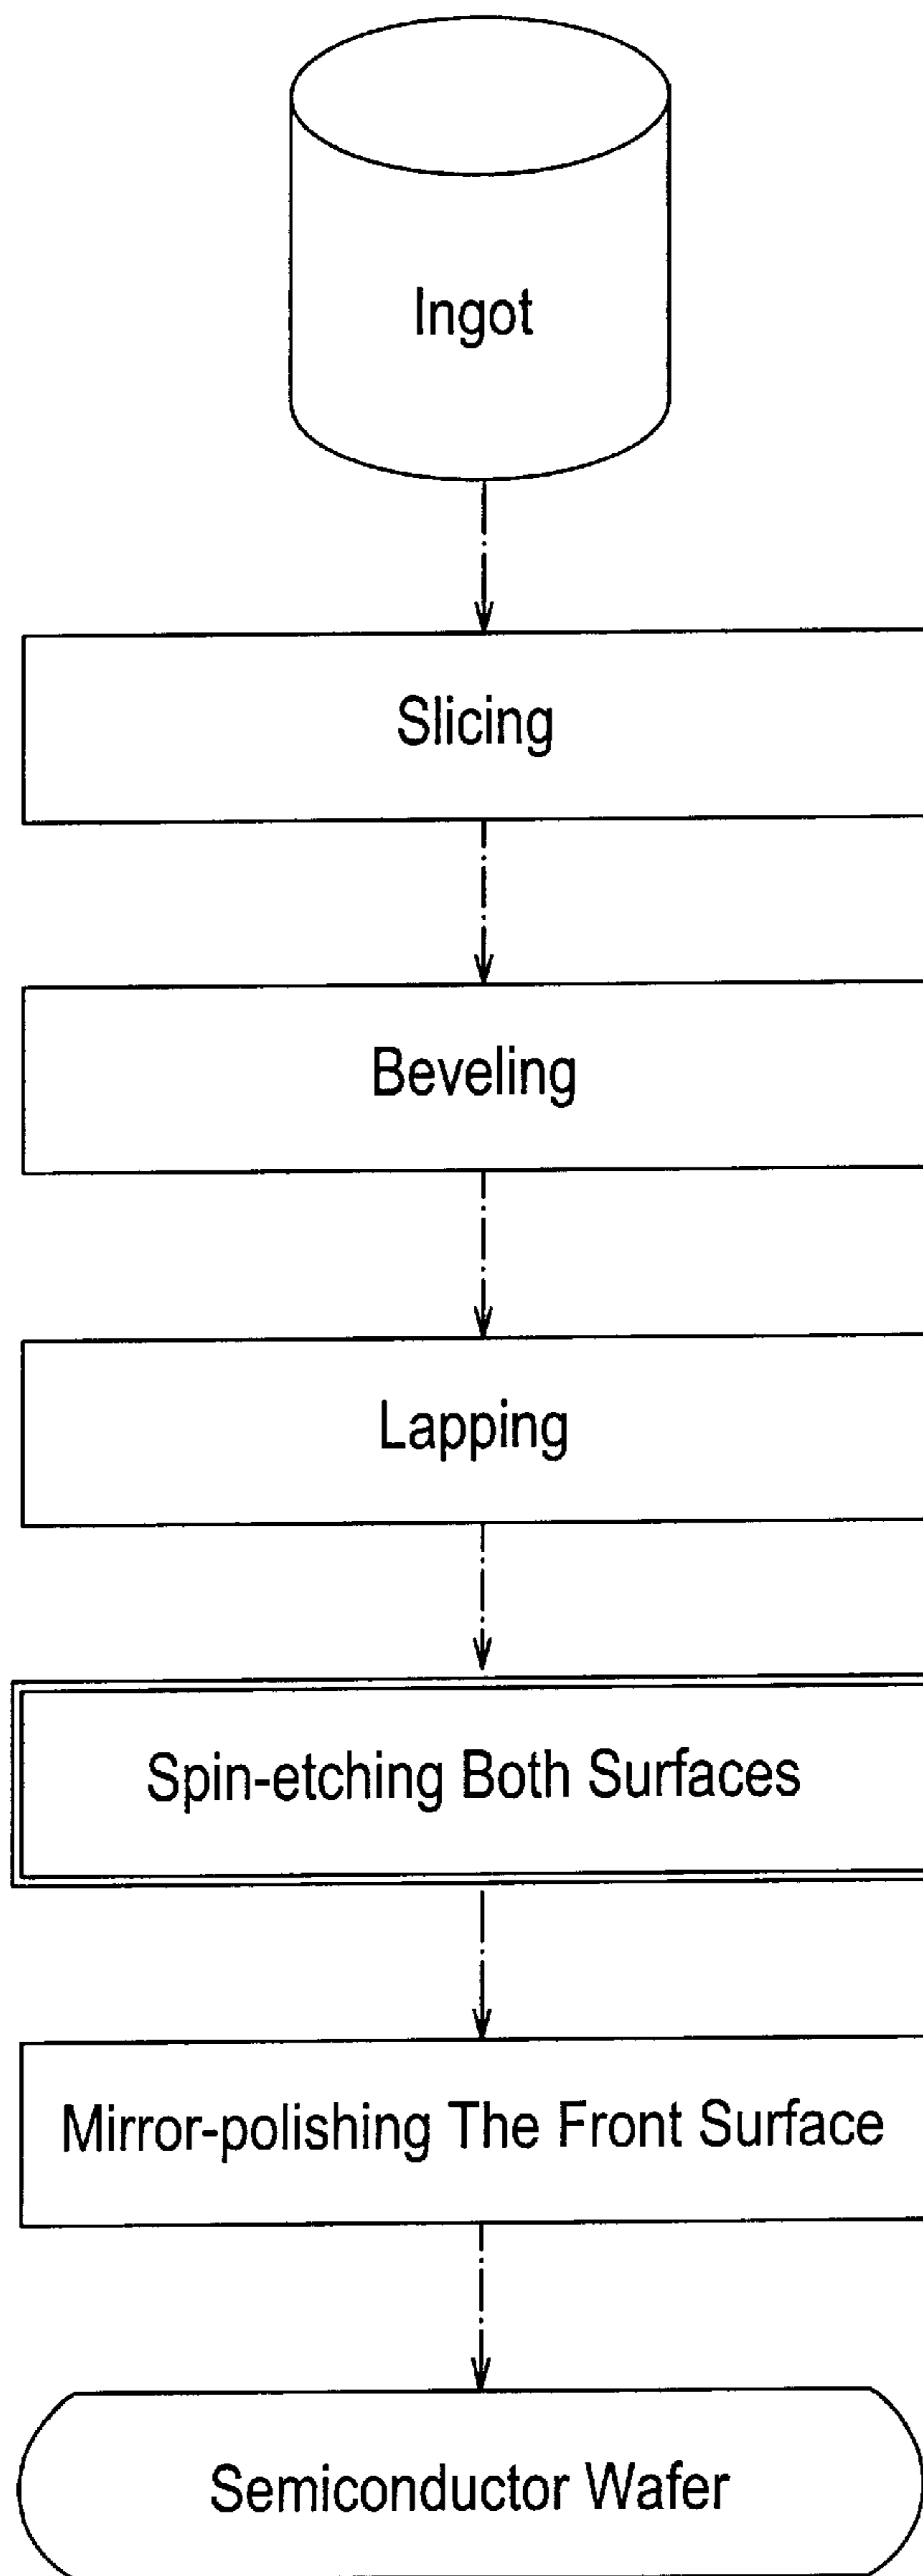 Ingot
Slicing
Beveling
Lapping
Spin-etching Both Surfaces
Mirror-polishing The Front Surface
Semiconductor Wafer